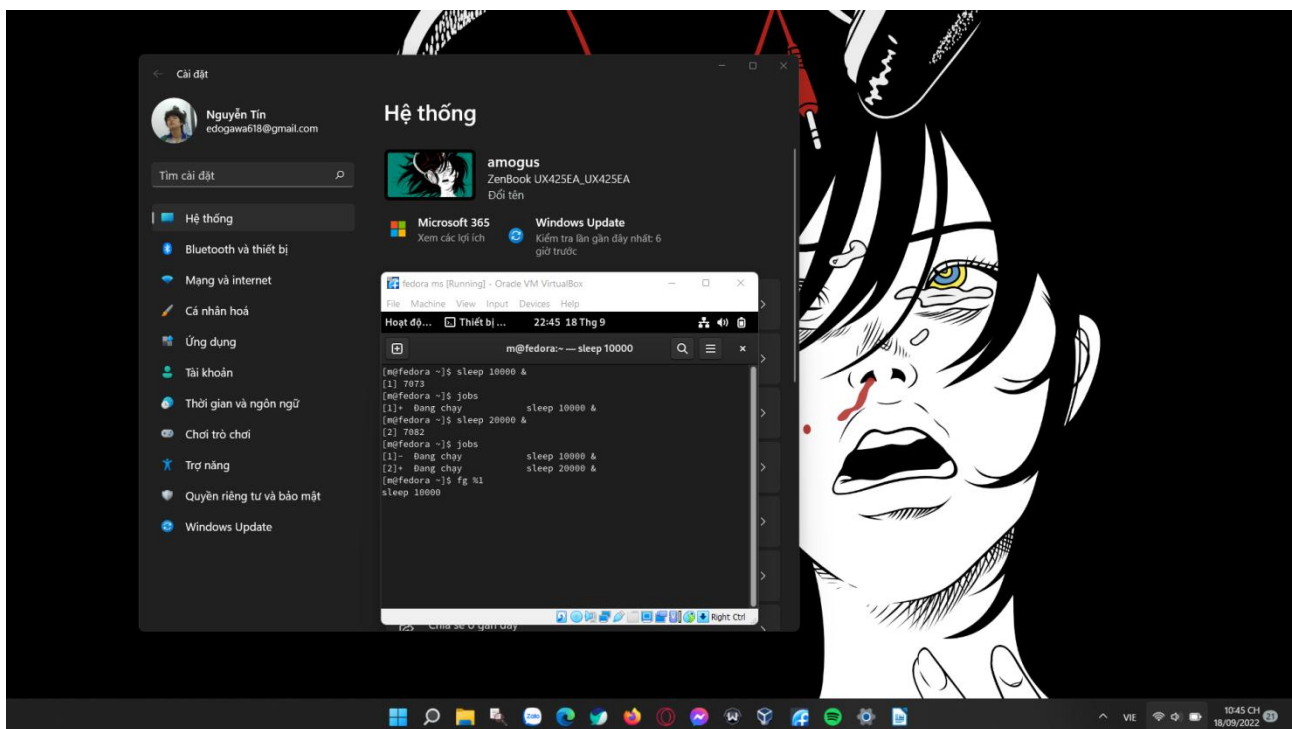 Cài đặt
Nguyễn Tín
edogawa618@gmail.com
Tìm cài đặt
Hệ thống
Bluetooth và thiết bị
Mạng và internet
Cá nhân hoá
Ứng dụng
Tài khoản
Thời gian và ngôn ngữ
Chơi trò chơi
Trợ năng
Quyền riêng tư và bảo mật
Windows Update
Hệ thống
amogus
ZenBook UX425EA_UX425EA
Đổi tên
Microsoft 365
Xem các lợi ích
Windows Update
Kiểm tra lần gần đây nhất: 6
giờ trước
fedora ms [Running] - Oracle VM VirtualBox
File Machine View Input Devices Help
Hoạt độ... Thiết bị ... 22:45 18 Thg 9
m@fedora:~ — sleep 10000
[m@fedora ~]$ sleep 10000 &
[1] 7073
[m@fedora ~]$ jobs
[1]+ Đang chạy sleep 10000 &
[m@fedora ~]$ sleep 20000 &
[2] 7082
[m@fedora ~]$ jobs
[1]- Đang chạy sleep 10000 &
[2]+ Đang chạy sleep 20000 &
[m@fedora ~]$ fg %1
sleep 10000
Right Ctrl
Chia sẻ ở gần đây
Zalo
VIE
10:45 CH
18/09/2022
21